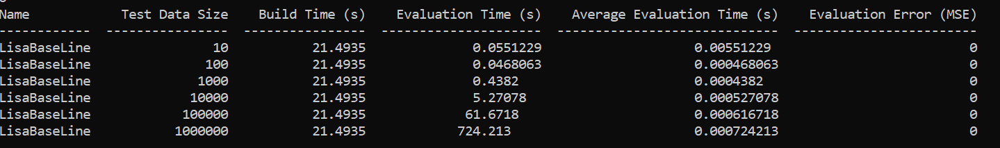 Name Test Data Size Build Time (s) Evaluation Time (s) Average Evaluation Time (s) Evaluation Error (MSE)
------------ --------------- -------------- --------------------- ----------------------------- ------------------------
LisaBaseLine 10 21.4935 0.0551229 0.00551229 0
LisaBaseLine 100 21.4935 0.0468063 0.000468063 0
LisaBaseLine 1000 21.4935 0.4382 0.0004382 0
LisaBaseLine 10000 21.4935 5.27078 0.000527078 0
LisaBaseLine 100000 21.4935 61.6718 0.000616718 0
LisaBaseLine 1000000 21.4935 724.213 0.000724213 0